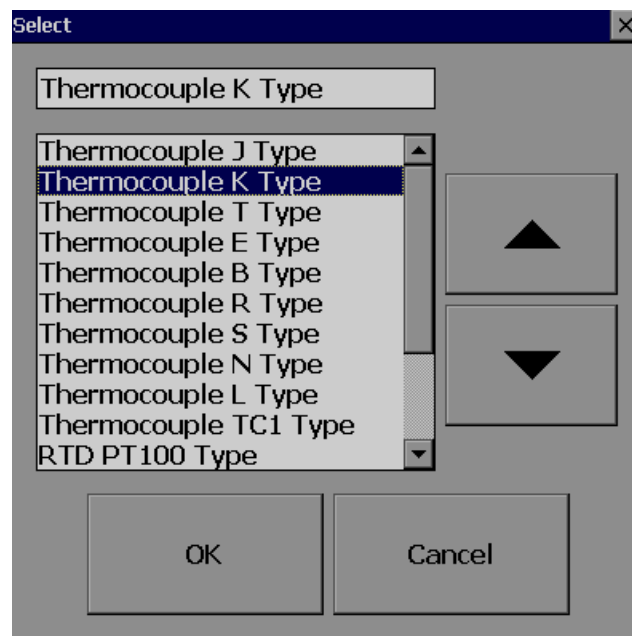 Select
Thermocouple K Type
Thermocouple J Type
Thermocouple K Type
Thermocouple T Type
Thermocouple E Type
Thermocouple B Type
Thermocouple R Type
Thermocouple S Type
Thermocouple N Type
Thermocouple L Type
Thermocouple TC1 Type
RTD PT100 Type
OK
Cancel